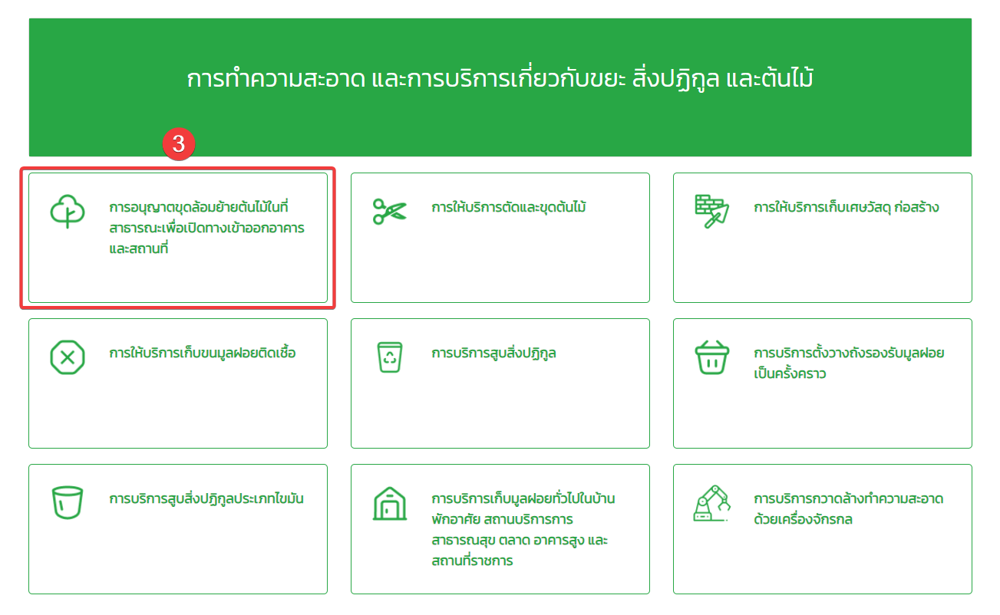 การทำความสะอาด และการบริการเกี่ยวกับขยะ สิ่งปฏิกูล และต้นไม้
3
การอนุญาตขุดล้อมย้ายต้นไม้ในที่
สาธารณะเพื่อเปิดทางเข้าออกอาคาร
และสถานที่
การให้บริการตัดและขุดต้นไม้
การให้บริการเก็บเศษวัสดุ ก่อสร้าง
การให้บริการเก็บขนมูลฝอยติดเชื้อ
การบริการสูบสิ่งปฏิกูล
การบริการตั้งวางถังรองรับมูลฝอย
เป็นครั้งคราว
การบริการสูบสิ่งปฏิกูลประเภทไขมัน
การบริการเก็บมูลฝอยทั่วไปในบ้าน
พักอาศัย สถานบริการการ
สาธารณสุข ตลาด อาคารสูง และ
สถานที่ราชการ
การบริการกวาดล้างทำความสะอาด
ด้วยเครื่องจักรกล